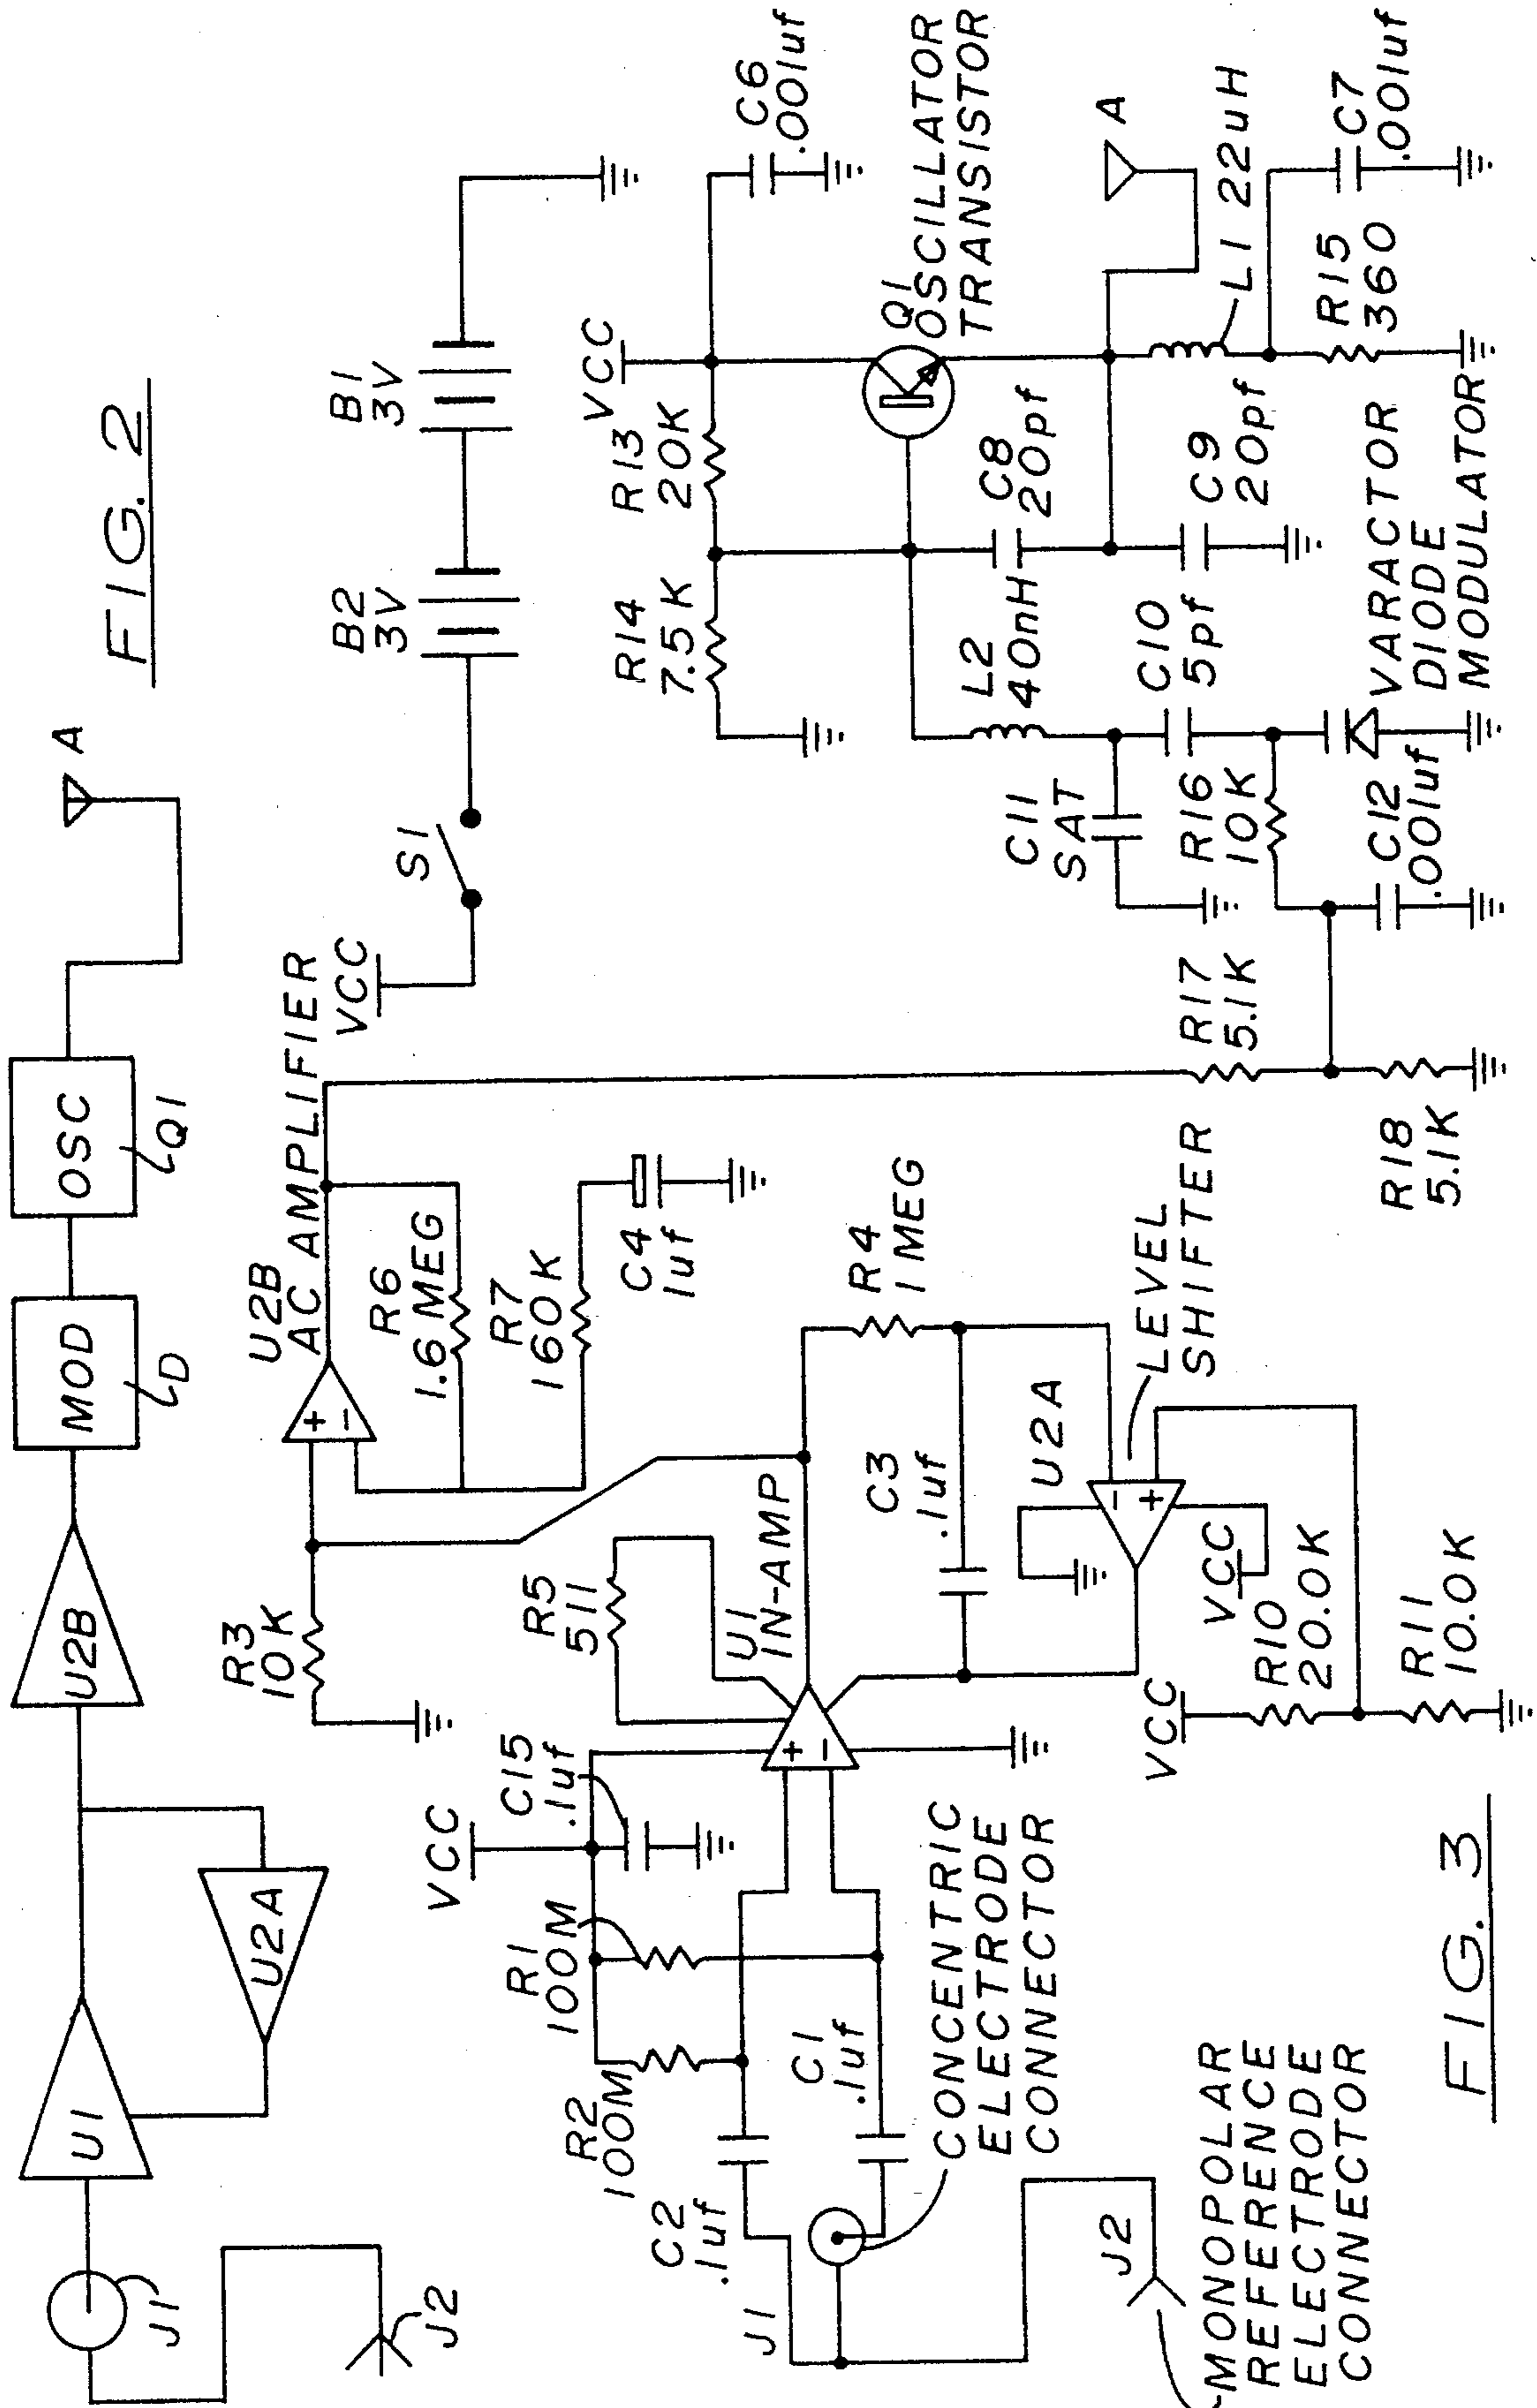 FIG. 2
J1
J2
U1
U2A
U2B
MOD
D
OSC
Q1
A
FIG. 3
J1
J2
MONOPOLAR
REFERENCE
ELECTRODE
CONNECTOR
CONCENTRIC
ELECTRODE
CONNECTOR
C2
.1uf
C1
.1uf
R2
100M
R1
100M
VCC
C15
.1uf
+
-
U1
IN-AMP
R5
511
R3
10K
+
-
U2B
AC AMPLIFIER
R6
1.6 MEG
R7
160K
C4
1uf
R4
1 MEG
C3
.1uf
U2A
-
+
LEVEL
SHIFTER
VCC
VCC
R10
20.0K
R11
10.0K
VCC
S1
B2
3V
B1
3V
R17
5.1K
R18
5.1K
C12
.001uf
R16
10K
C11
SAT
C10
5pf
VARACTOR
DIODE
MODULATOR
L2
40nH
R14
7.5K
R13
20K
VCC
C6
.001uf
Q1
OSCILLATOR
TRANSISTOR
C8
20pf
C9
20pf
A
L1 22uH
R15
360
C7
.001uf